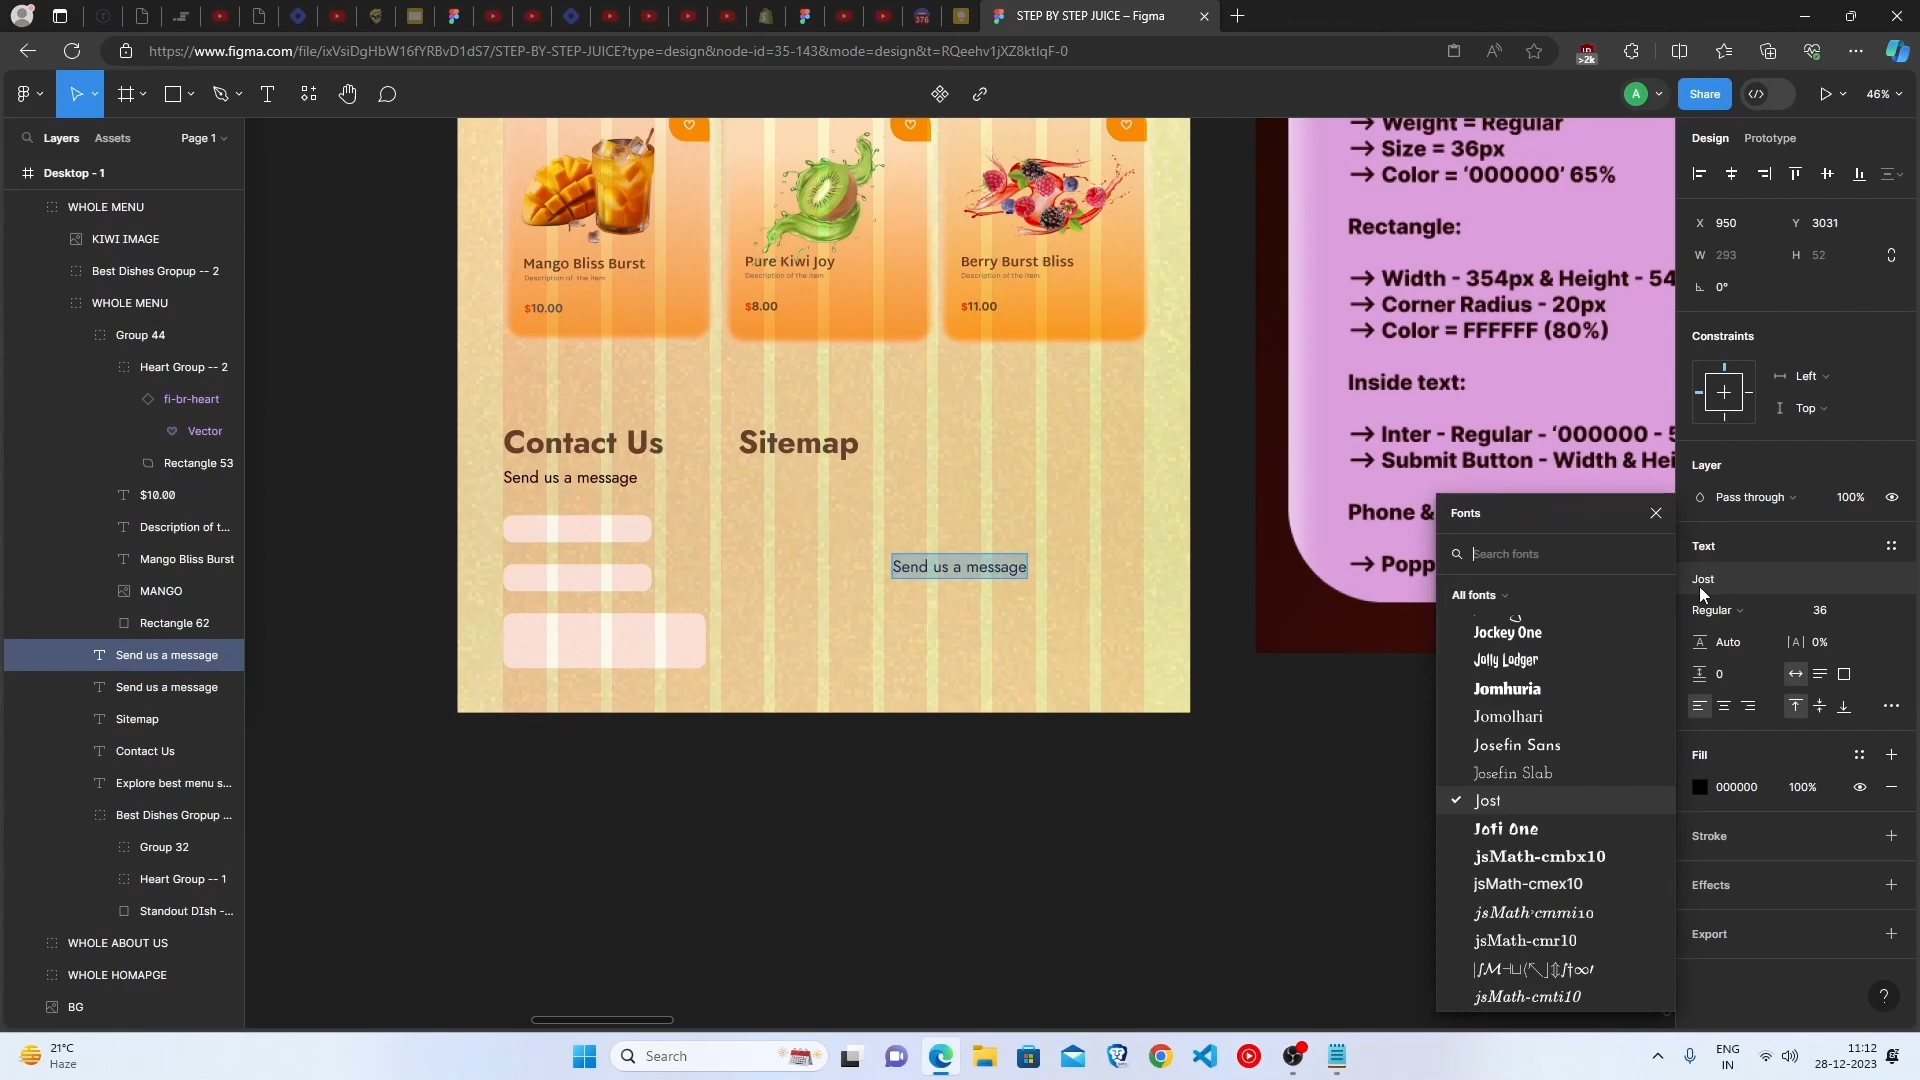 376
STEP BY STEP JUICE – Figma
https://www.figma.com/file/ixVsiDgHbW16fYRBvD1dS7/STEP-BY-STEP-JUICE?type=design&node-id=35-143&mode=design&t=RQeehv1jXZ8ktlqF-0
>2k
A
Share
46%
Layers
Assets
Page 1
Desktop - 1
WHOLE MENU
KIWI IMAGE
Best Dishes Gropup -- 2
WHOLE MENU
Group 44
Heart Group -- 2
fi-br-heart
Vector
Rectangle 53
$10.00
Description of t...
Mango Bliss Burst
MANGO
Rectangle 62
Send us a message
Send us a message
Sitemap
Contact Us
Explore best menu s...
Best Dishes Gropup ...
Group 32
Heart Group -- 1
Standout DIsh -...
WHOLE ABOUT US
WHOLE HOMAPGE
BG
Mango Bliss Burst
Description of the Item
$10.00
Pure Kiwi Joy
Description of the Item
$8.00
Berry Burst Bliss
Description of the Item
$11.00
Contact Us
Sitemap
Send us a message
Send us a message
→ Weight = Regular
→ Size = 36px
→ Color = ‘000000’ 65%
Rectangle:
→ Width - 354px & Height - 54
→ Corner Radius - 20px
→ Color = FFFFFF (80%)
Inside text:
→ Inter - Regular - ‘000000 - 5
→ Submit Button - Width & Hei
Phone &
→ Popp
Fonts
Search fonts
All fonts
Jockey One
Jolly Lodger
Jomhuria
Jomolhari
Josefin Sans
Josefin Slab
Jost
Joti One
jsMath-cmbx10
jsMath-cmex10
jsMath-cmmi10
jsMath-cmr10
jsMath-cmti10
Design
Prototype
X 950
Y 3031
W 293
H 52
0°
Constraints
Left
Top
Layer
Pass through
100%
Text
Jost
Regular
36
Auto
0%
0
Fill
000000
100%
Stroke
Effects
Export
?
21°C
Haze
Search
ENG
IN
11:12
28-12-2023